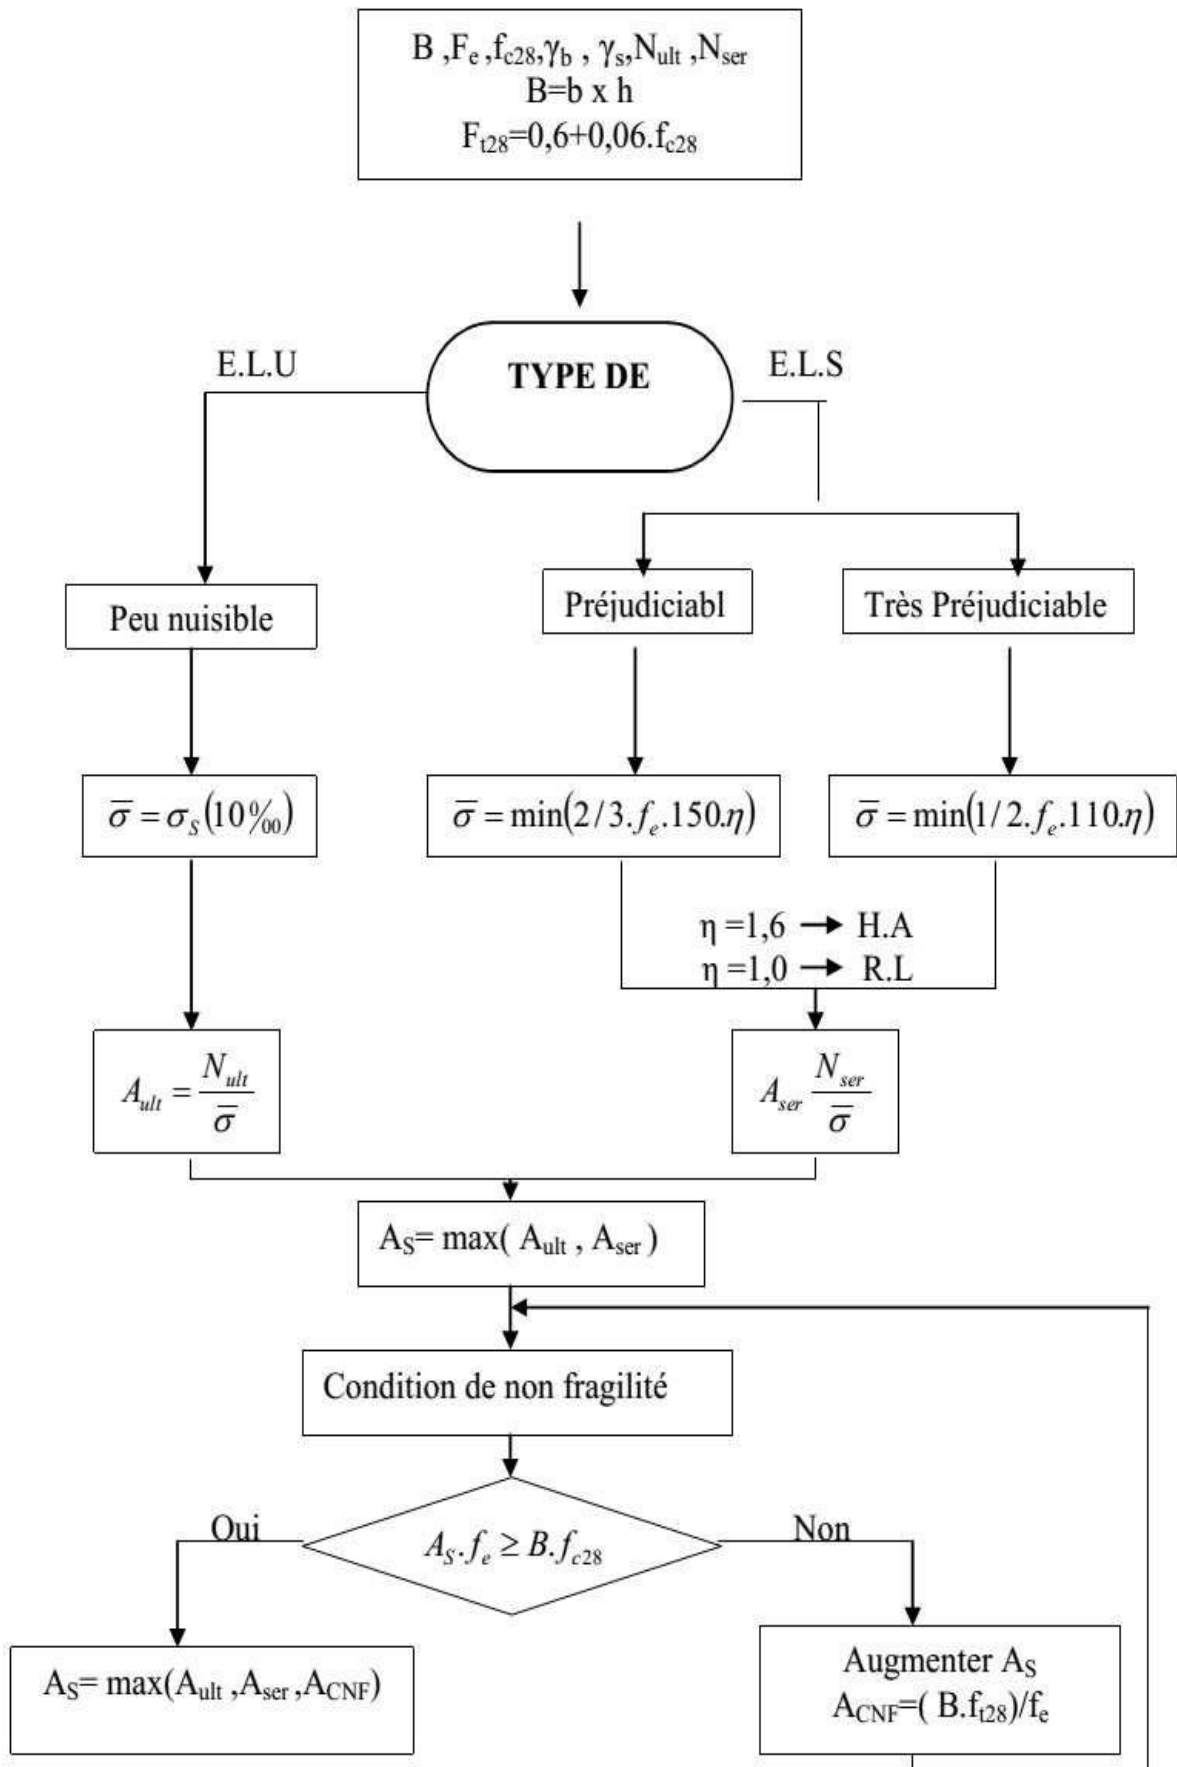 B ,Fe ,fc28,γb , γs,Nult ,Nser
B=b x h
Ft28=0,6+0,06.fc28
E.L.U
TYPE DE
E.L.S
Peu nuisible
Préjudiciabl
Très Préjudiciable
σ̅ = σS(10‰)
σ̅ = min(2/3.fe.150.η)
σ̅ = min(1/2.fe.110.η)
η =1,6 → H.A
η =1,0 → R.L
Ault = Nult / σ̅
Aser Nser / σ̅
AS= max( Ault , Aser )
Condition de non fragilité
Oui
AS.fe ≥ B.fc28
Non
AS= max(Ault ,Aser ,ACNF)
Augmenter AS
ACNF=( B.ft28)/fe